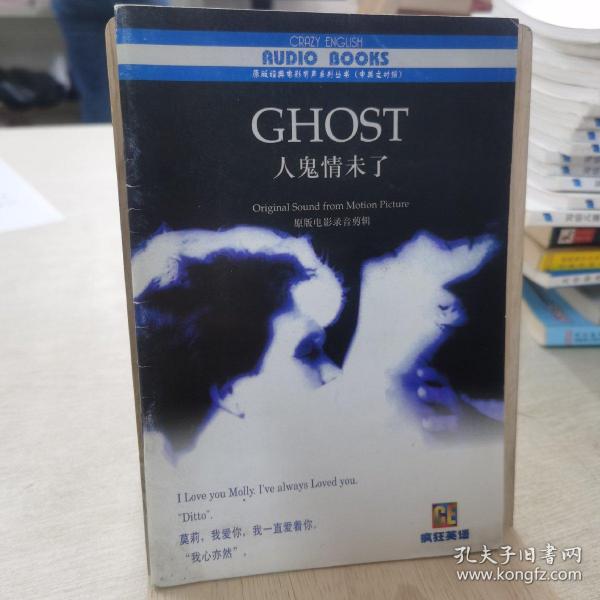 CRAZY ENGLISH
AUDIO BOOKS
原版经典电影有声系列丛书（中英文对照）
GHOST
人鬼情未了
Original Sound from Motion Picture
原版电影录音剪辑
I Love you Molly. I've always Loved you.
"Ditto".
莫莉，我爱你，我一直爱着你。
“我心亦然”。
CE
疯狂英语
孔夫子旧书网
www.kongfz.com